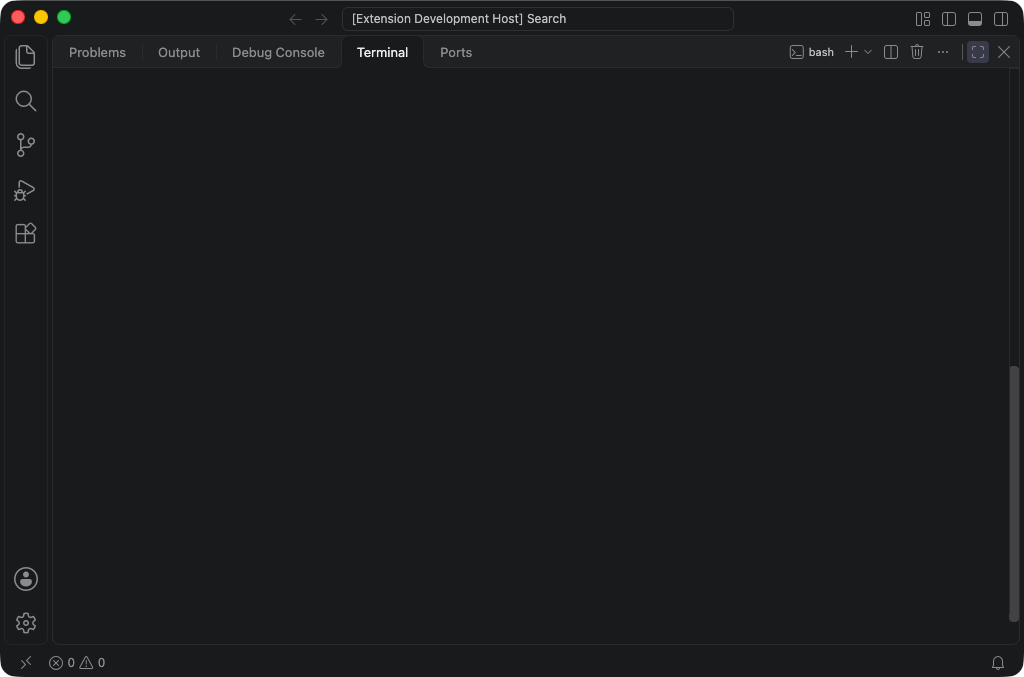 [Extension Development Host] Search
Problems
Output
Debug Console
Terminal
Ports
bash
0
0